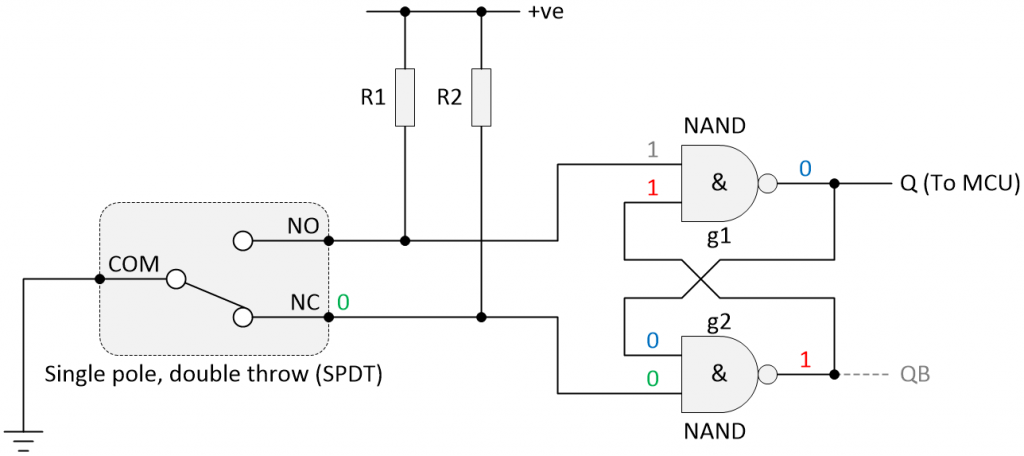 +ve
R1
R2
NAND
1
0
1
&
Q (To MCU)
g1
NO
COM
NC
0
g2
0
0
&
1
QB
Single pole, double throw (SPDT)
NAND